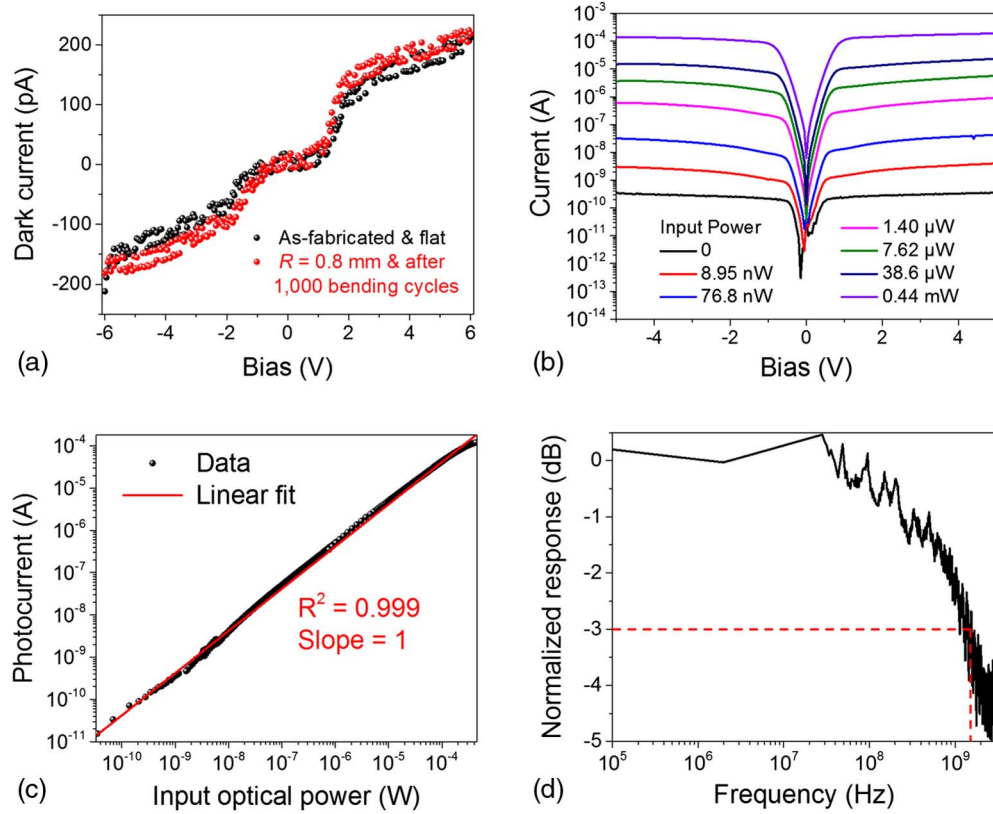 Dark current (pA)
200
100
0
-100
-200
As-fabricated & flat
R = 0.8 mm & after
1,000 bending cycles
-6 -4 -2 0 2 4 6
Bias (V)
(a)
Current (A)
10⁻³
10⁻⁴
10⁻⁵
10⁻⁶
10⁻⁷
10⁻⁸
10⁻⁹
10⁻¹⁰
10⁻¹¹
10⁻¹²
10⁻¹³
10⁻¹⁴
Input Power
0
8.95 nW
76.8 nW
1.40 µW
7.62 µW
38.6 µW
0.44 mW
-4 -2 0 2 4
Bias (V)
(b)
Photocurrent (A)
10⁻⁴
10⁻⁵
10⁻⁶
10⁻⁷
10⁻⁸
10⁻⁹
10⁻¹⁰
10⁻¹¹
Data
Linear fit
R² = 0.999
Slope = 1
10⁻¹⁰ 10⁻⁹ 10⁻⁸ 10⁻⁷ 10⁻⁶ 10⁻⁵ 10⁻⁴
Input optical power (W)
(c)
Normalized response (dB)
0
-1
-2
-3
-4
-5
10⁵ 10⁶ 10⁷ 10⁸ 10⁹
Frequency (Hz)
(d)